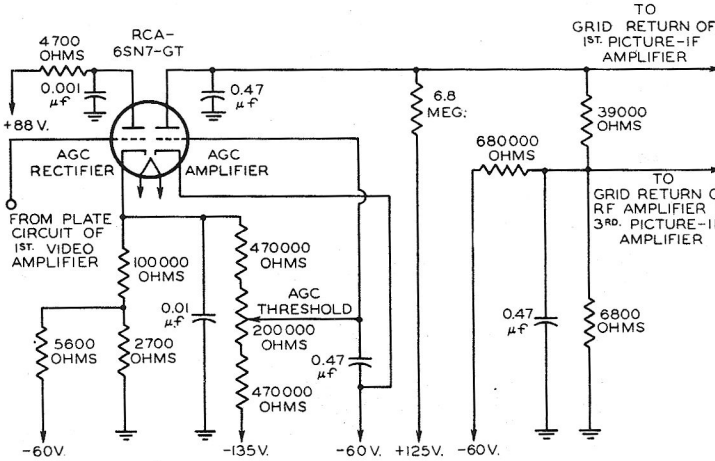 TO
GRID RETURN OF
1ST. PICTURE-IF
AMPLIFIER
RCA-
6SN7-GT
4700
OHMS
0.001
μf
0.47
μf
6.8
MEG.
39000
OHMS
+88 V.
680000
OHMS
AGC
RECTIFIER
AGC
AMPLIFIER
TO
GRID RETURN O
RF AMPLIFIER
3RD. PICTURE-IF
AMPLIFIER
FROM PLATE
CIRCUIT OF
1ST. VIDEO
AMPLIFIER
100000
OHMS
470000
OHMS
AGC
THRESHOLD
0.01
μf
200000
OHMS
5600
OHMS
2700
OHMS
0.47
μf
0.47
μf
6800
OHMS
470000
OHMS
-60V.
-135V.
-60V.
+125V.
-60V.